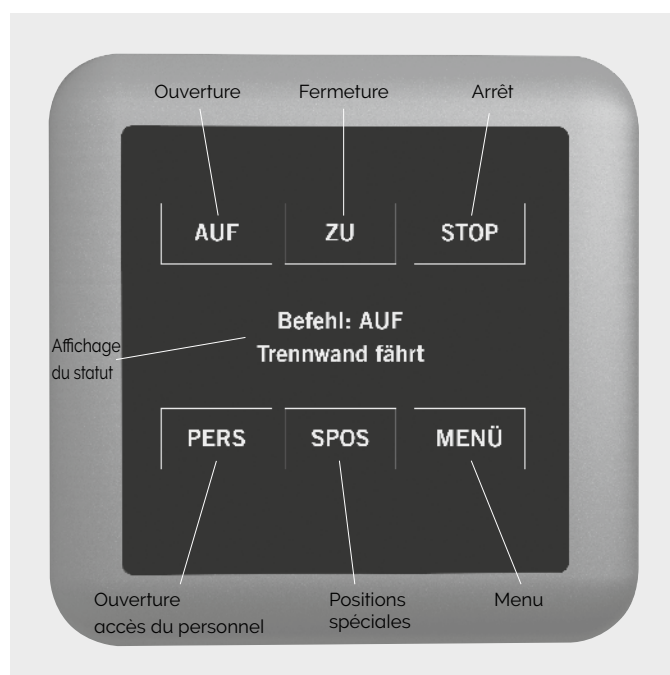 Ouverture Fermeture Arrêt
AUF ZU STOP
Befehl: AUF
Trennwand fährt
Affichage
du statut
PERS SPOS MENÜ
Ouverture
accès du personnel
Positions
spéciales
Menu